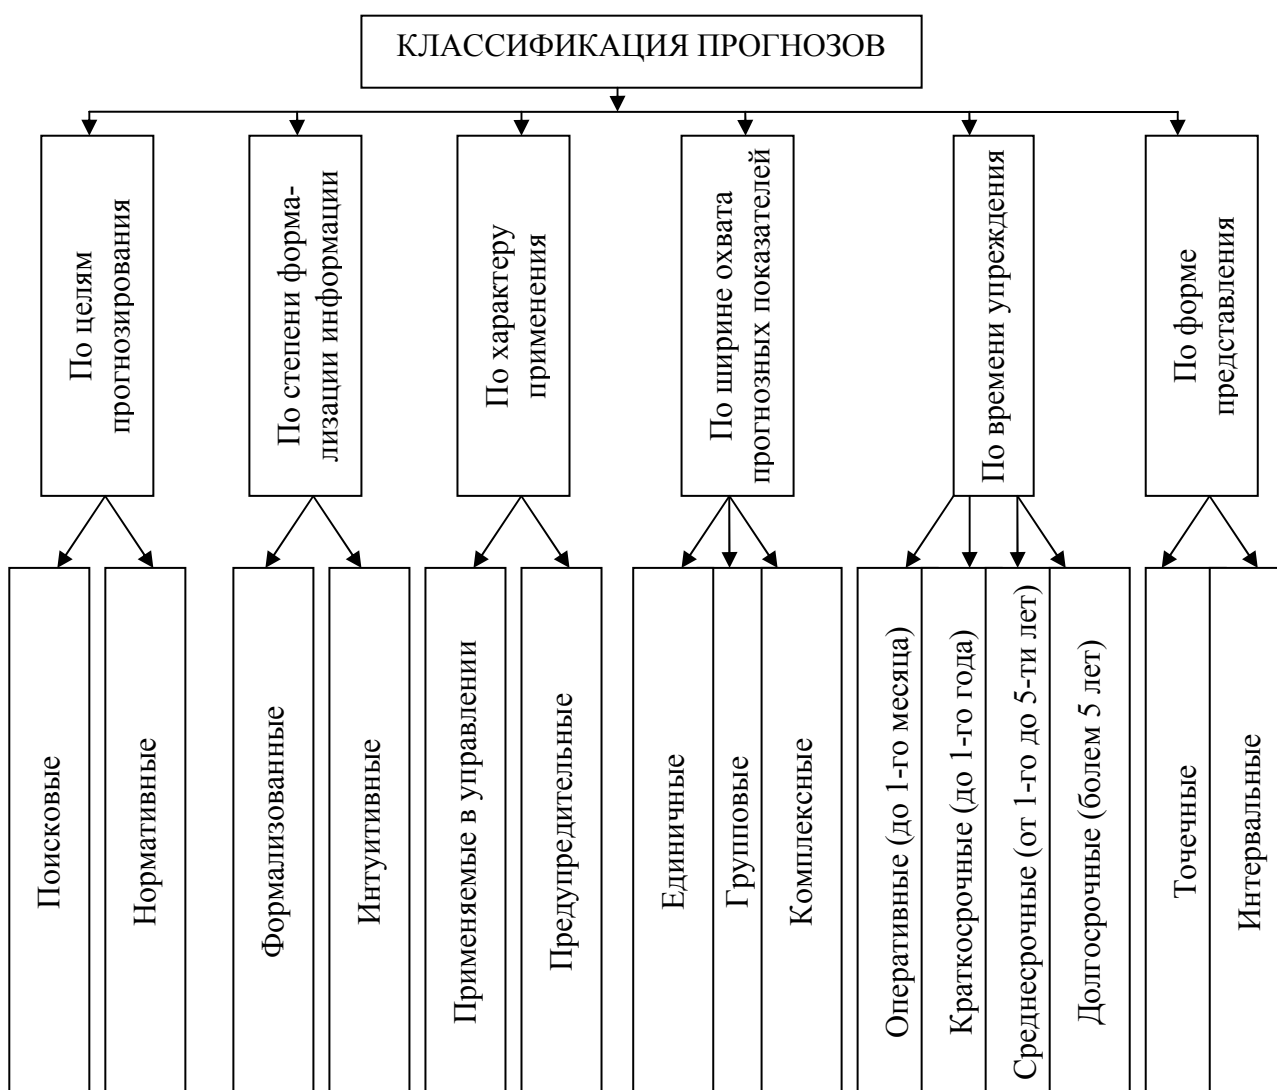 КЛАССИФИКАЦИЯ ПРОГНОЗОВ
По целям
прогнозирования
По степени форма-
лизации информации
По характеру
применения
По ширине охвата
прогнозных показателей
По времени упреждения
По форме
представления
Поисковые
Нормативные
Формализованные
Интуитивные
Применяемые в управлении
Предупредительные
Единичные
Групповые
Комплексные
Оперативные (до 1-го месяца)
Краткосрочные (до 1-го года)
Среднесрочные (от 1-го до 5-ти лет)
Долгосрочные (болем 5 лет)
Точечные
Интервальные